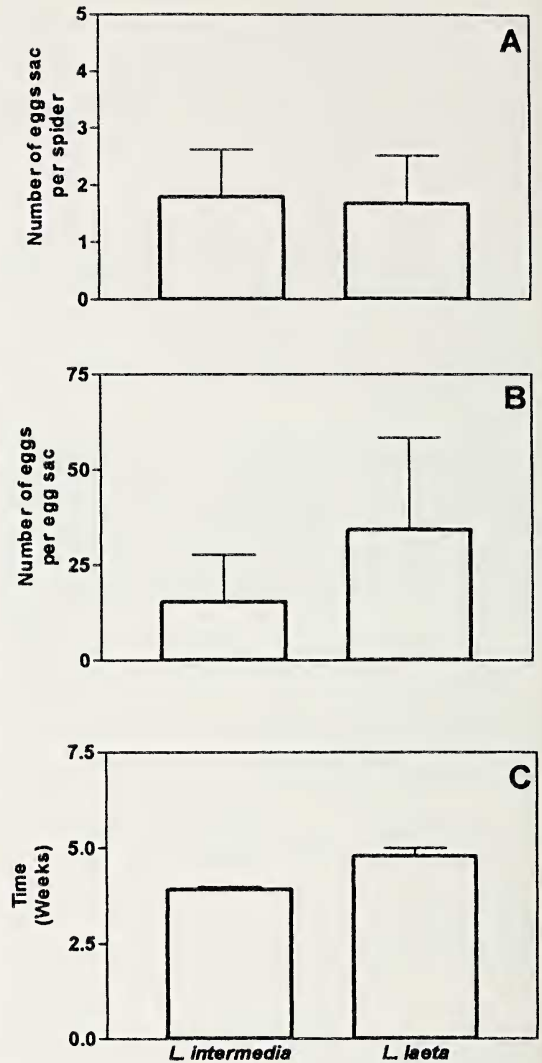 A
Number of eggs sac
per spider
5
4
3
2
1
0
B
Number of eggs
per egg sac
75
50
25
0
C
Time
(Weeks)
7.5
5.0
2.5
0.0
L. intermedia
L. laeta